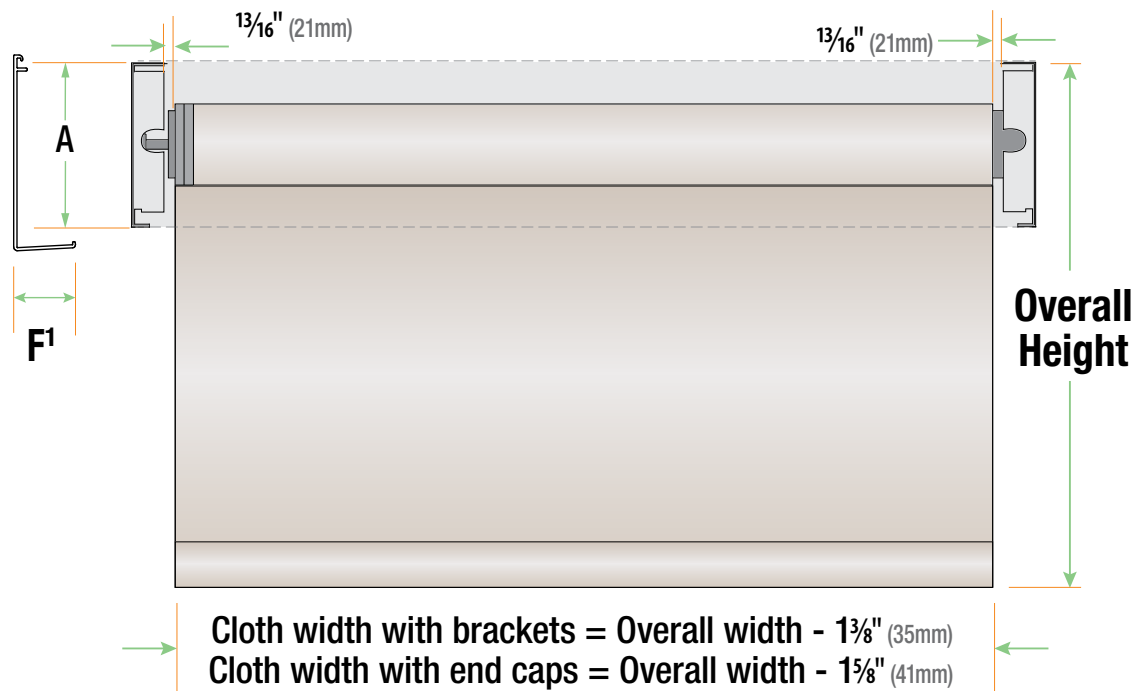 13⁄16" (21mm)
13⁄16" (21mm)
A
F¹
Overall
Height
Cloth width with brackets = Overall width - 1⅜" (35mm)
Cloth width with end caps = Overall width - 1⅝" (41mm)